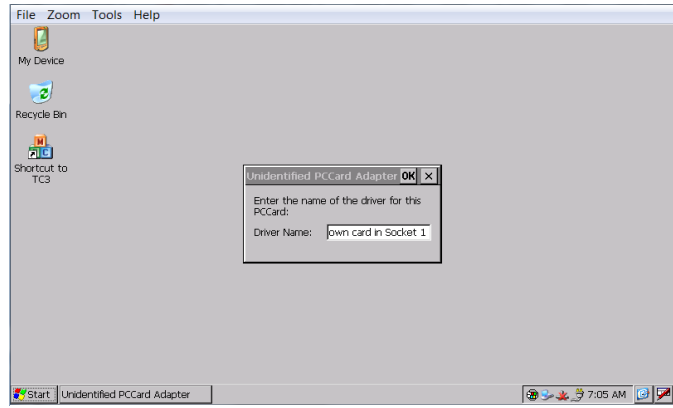 File Zoom Tools Help
My Device
Recycle Bin
Shortcut to
TC3
Unidentified PCCard Adapter OK ×
Enter the name of the driver for this
PCCard:
Driver Name: own card in Socket 1
Start Unidentified PCCard Adapter 7:05 AM